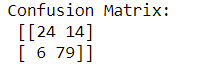 Confusion Matrix:
[[24 14]
[ 6 79]]